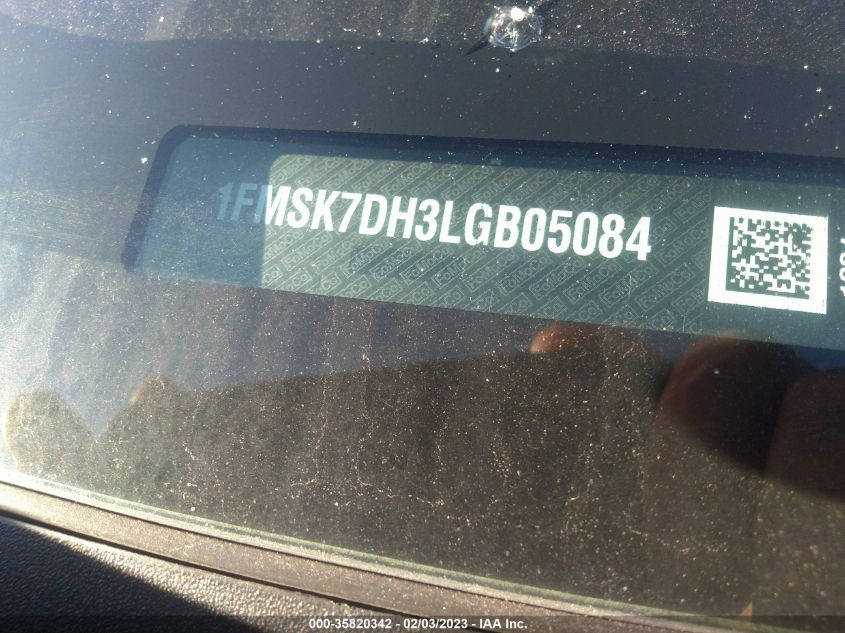 1FMSK7DH3LGB05084
000-35820342 - 02/03/2023 - IAA Inc.